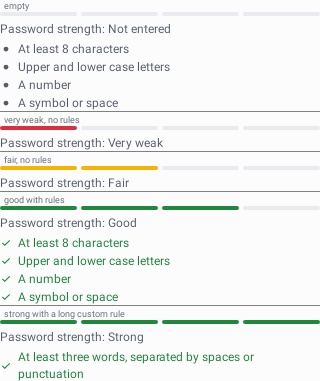 empty
Password strength: Not entered
At least 8 characters
Upper and lower case letters
A number
A symbol or space
very weak, no rules
Password strength: Very weak
fair, no rules
Password strength: Fair
good with rules
Password strength: Good
At least 8 characters
Upper and lower case letters
A number
A symbol or space
strong with a long custom rule
Password strength: Strong
At least three words, separated by spaces or
punctuation